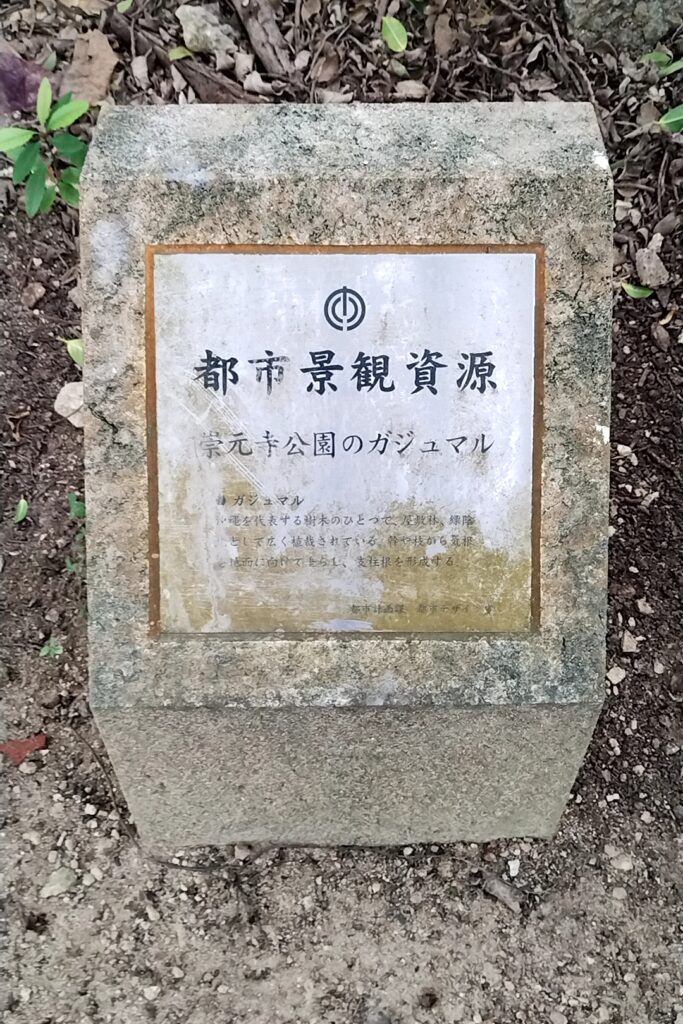 都市景観資源
崇元寺公園のガジュマル
ガジュマル
縄を代表する樹木のひとつで、屋敷林、緑陰
として広く植栽されている。幹や枝から気根
地面に向けて垂らし、支柱根を形成する。
都市計画課 都市デザイ